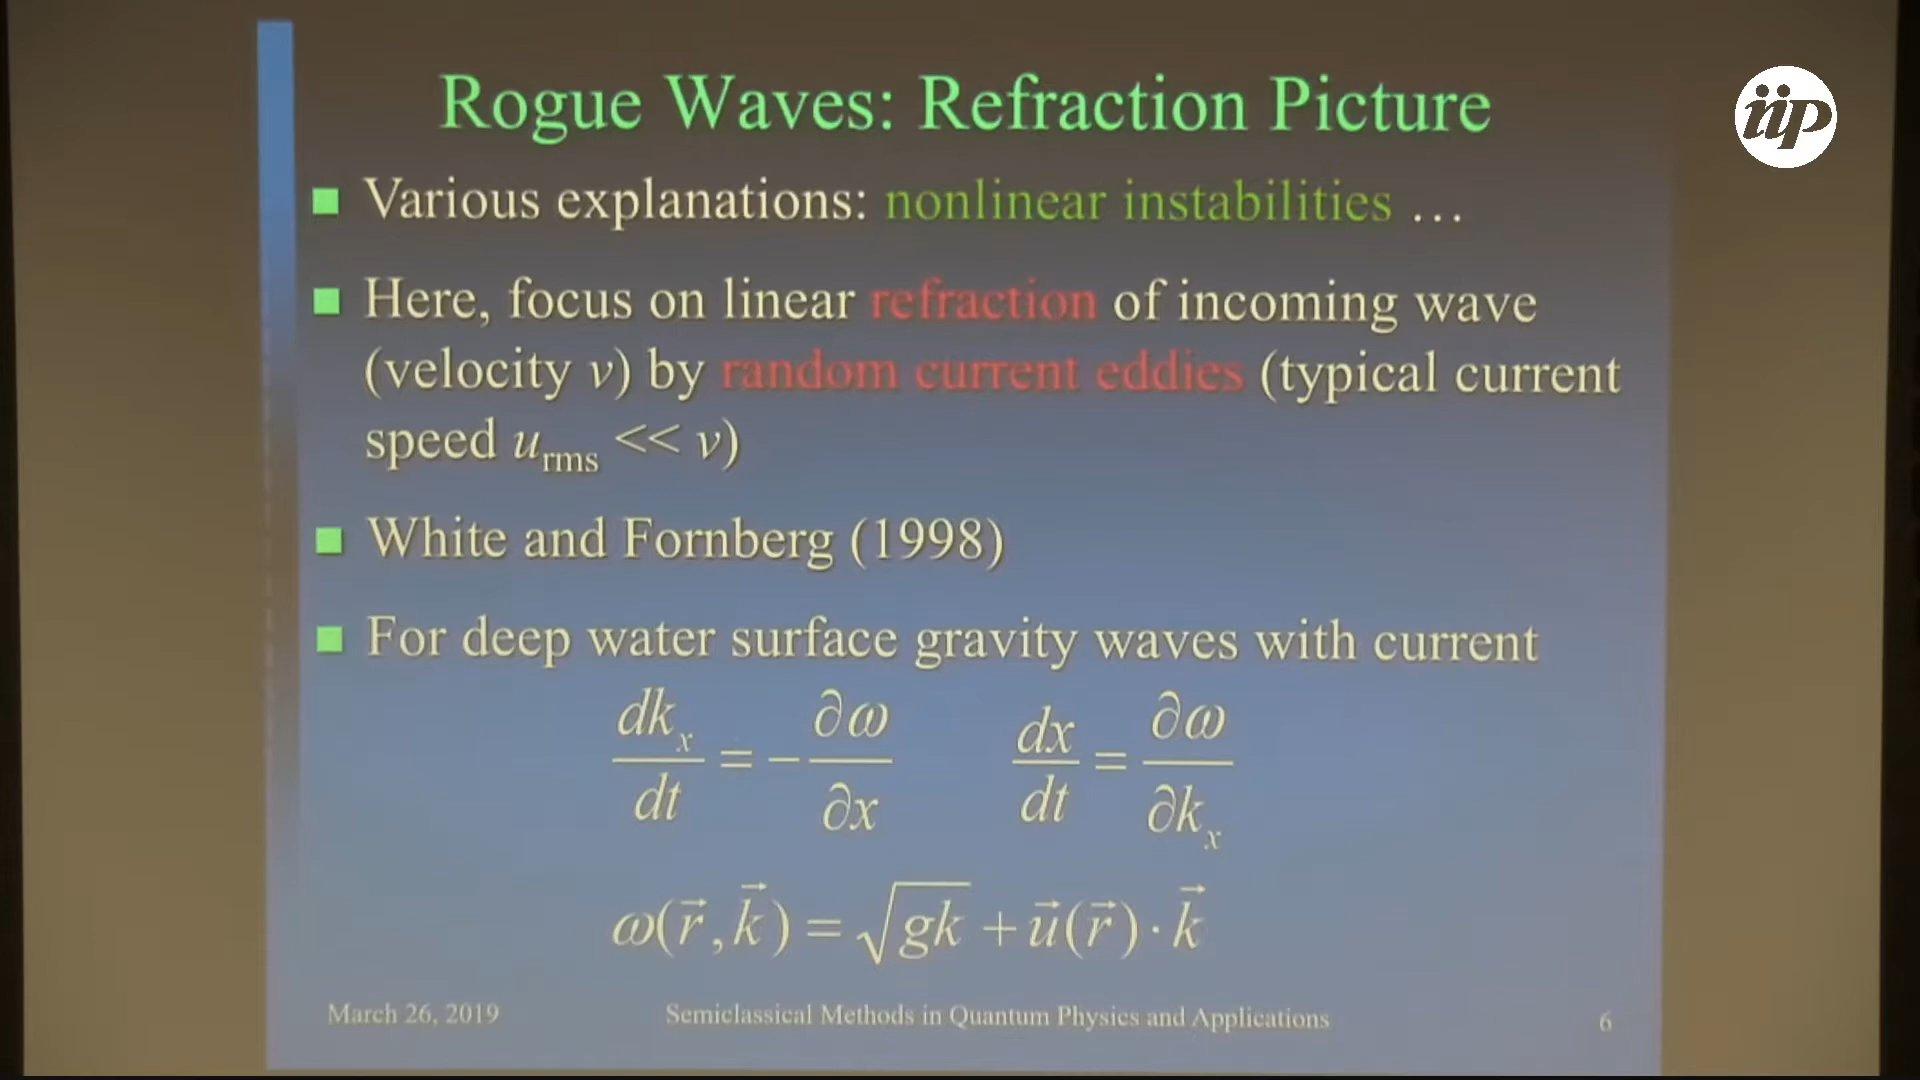 Rogue Waves: Refraction Picture
iip
Various explanations: nonlinear instabilities …
Here, focus on linear refraction of incoming wave
(velocity v) by random current eddies (typical current
speed u_rms << v)
White and Fornberg (1998)
For deep water surface gravity waves with current
dk_x/dt = −∂ω/∂x    dx/dt = ∂ω/∂k_x
ω(r⃗,k⃗) = √gk + u⃗(r⃗)·k⃗
March 26, 2019 Semiclassical Methods in Quantum Physics and Applications 6